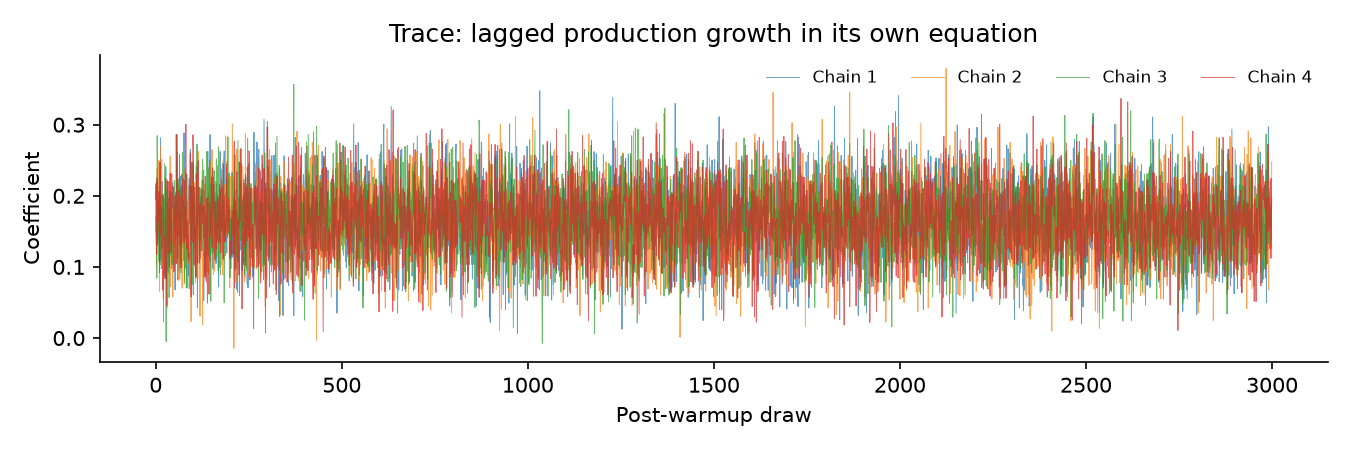 Trace: lagged production growth in its own equation
Chain 1 Chain 2 Chain 3 Chain 4
Coefficient
0.3
0.2
0.1
0.0
0 500 1000 1500 2000 2500 3000
Post-warmup draw